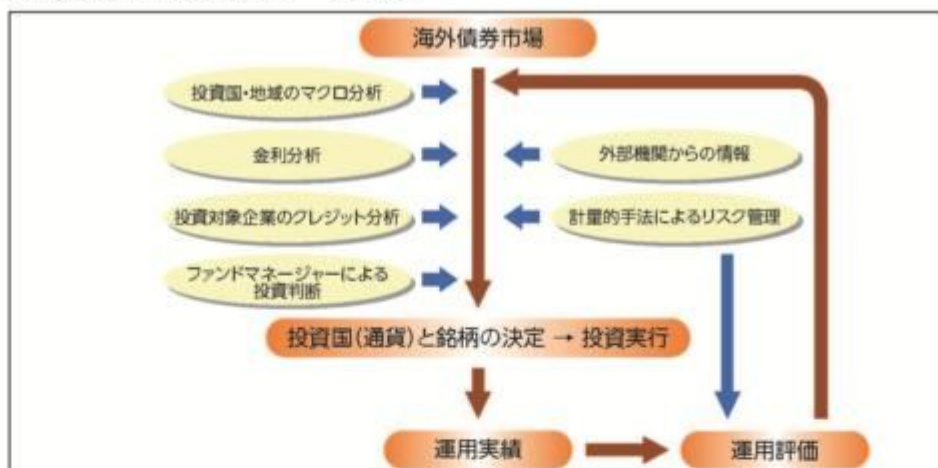 海外債券市場
投資国・地域のマクロ分析
金利分析
外部機関からの情報
投資対象企業のクレジット分析
計量的手法によるリスク管理
ファンドマネージャーによる
投資判断
投資国（通貨）と銘柄の決定 → 投資実行
運用実績
運用評価